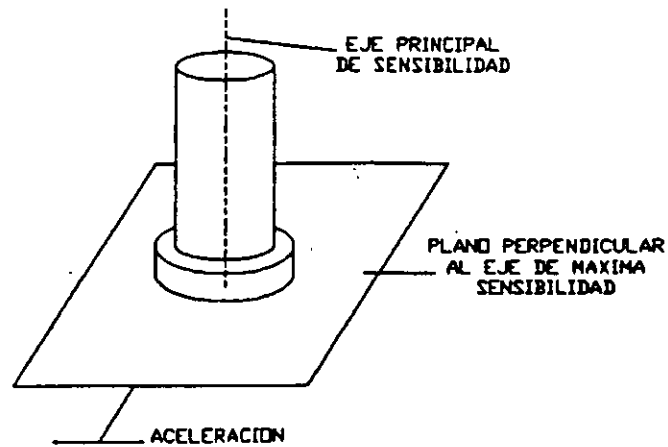 EJE PRINCIPAL
DE SENSIBILIDAD
PLANO PERPENDICULAR
AL EJE DE MAXIMA
SENSIBILIDAD
ACELERACION